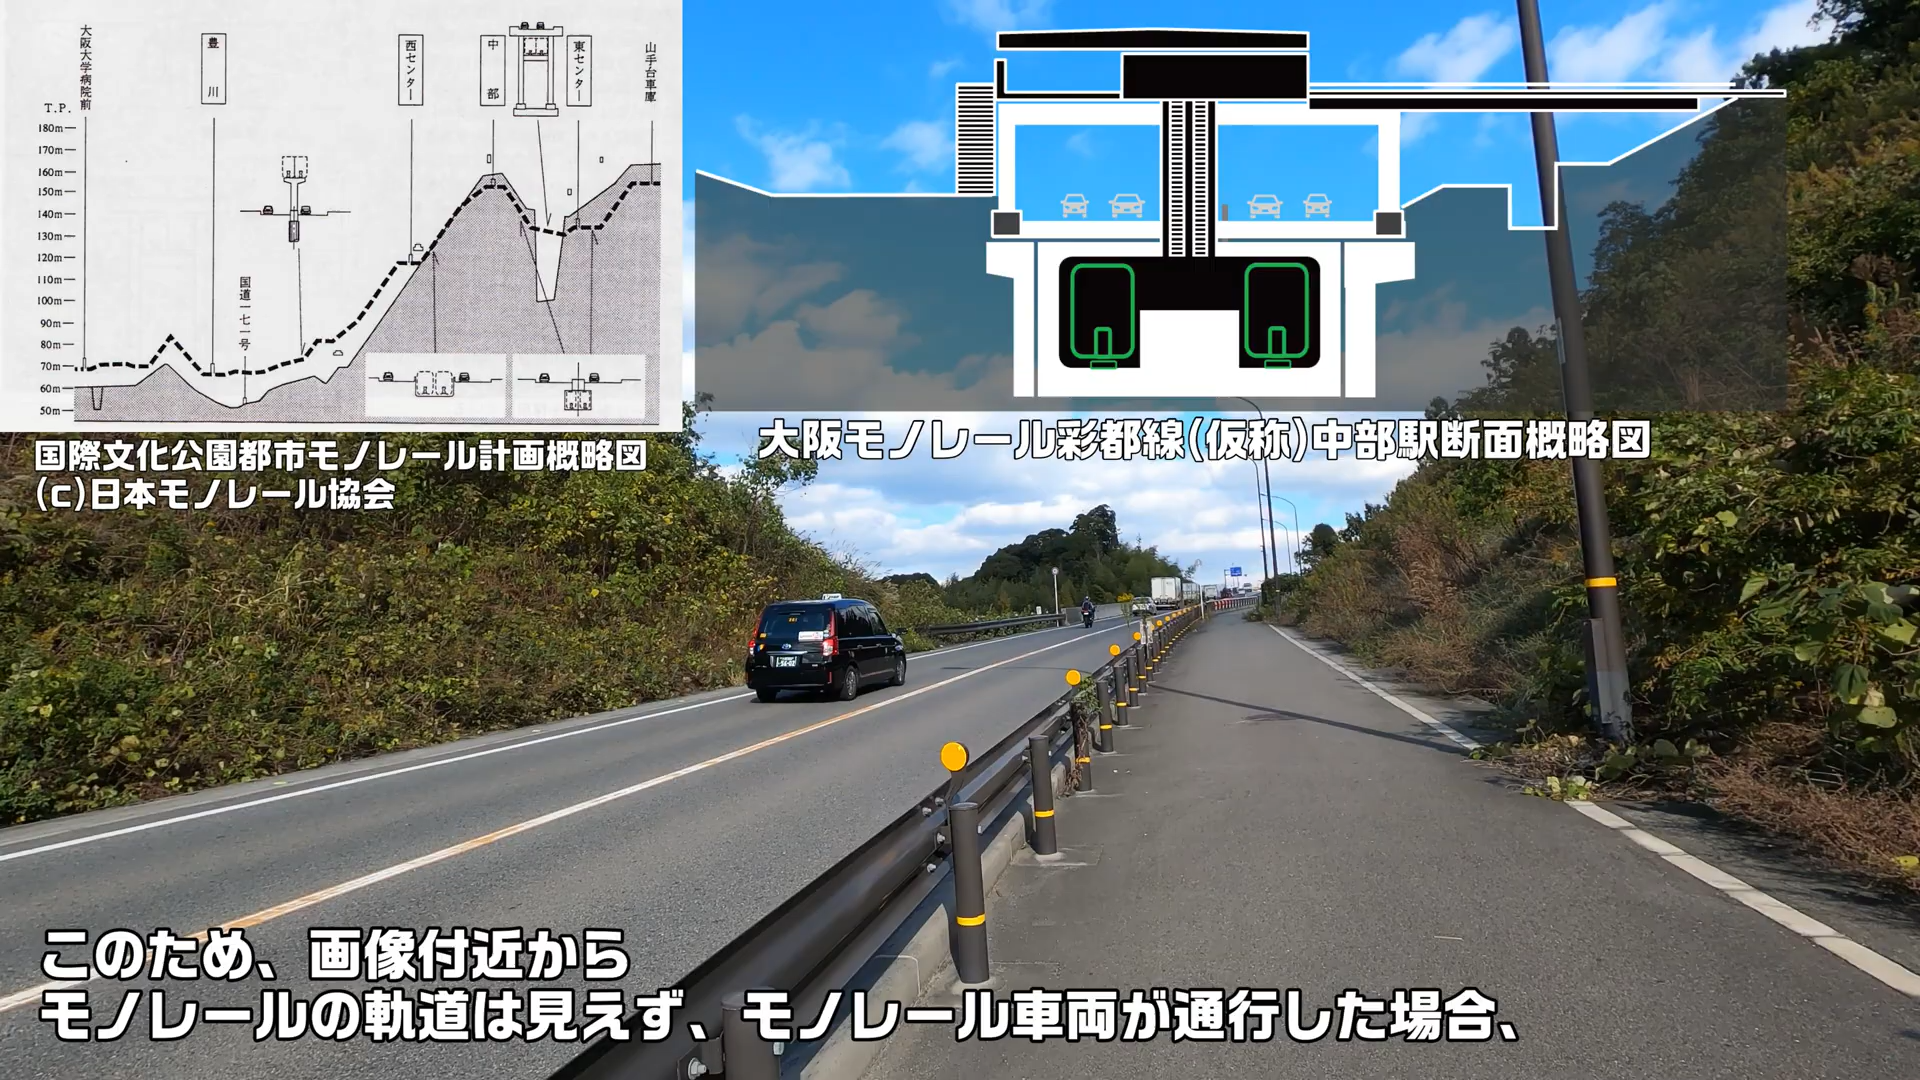 大阪大学病院前
豊川
西センター
中部
東センター
山手台車庫
T.P.
180m
170m
160m
150m
140m
130m
120m
110m
100m
90m
80m
70m
60m
50m
国道一七一号
国際文化公園都市モノレール計画概略図
(c)日本モノレール協会
大阪モノレール彩都線(仮称)中部駅断面概略図
このため、画像付近から
モノレールの軌道は見えず、モノレール車両が通行した場合、